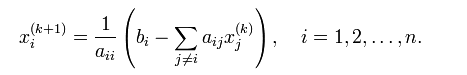 x_i^{(k+1)} = \frac{1}{a_{ii}} \left( b_i - \sum_{j \neq i} a_{ij} x_j^{(k)} \right), \quad i = 1, 2, \ldots, n.